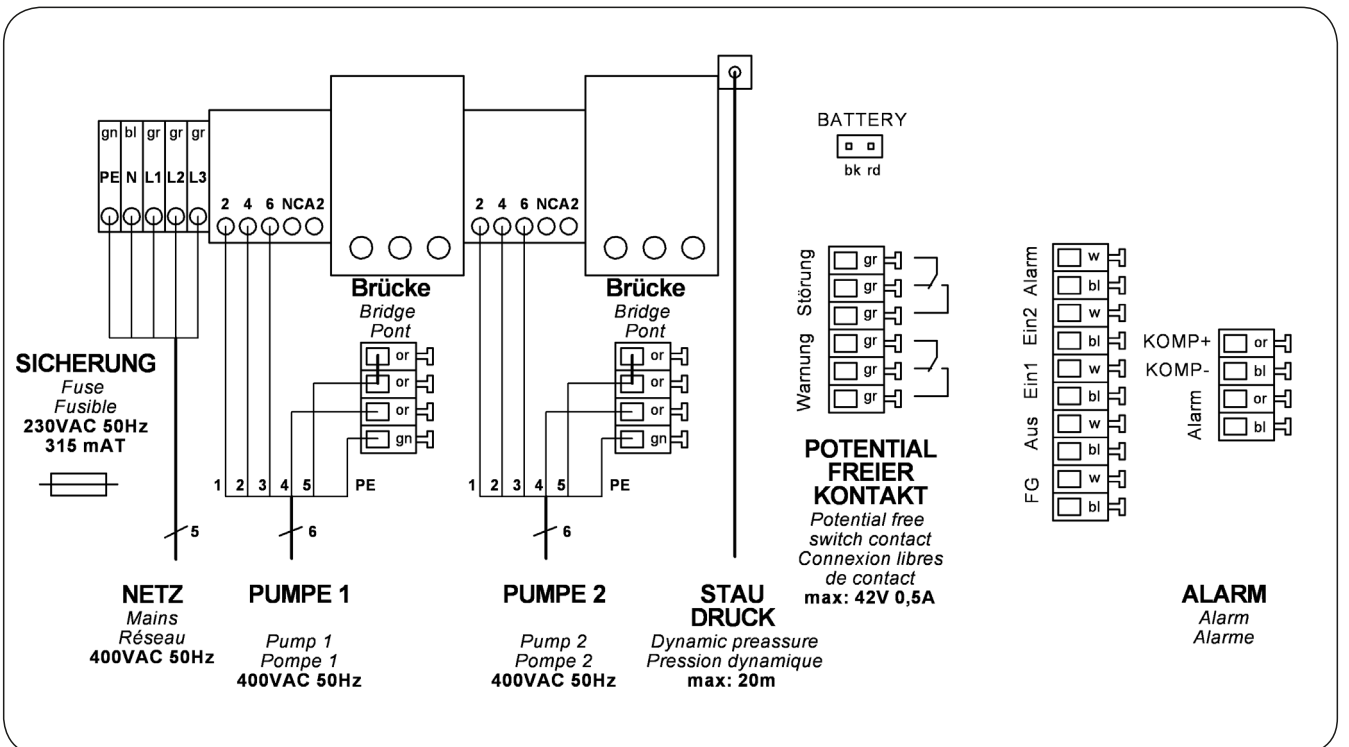 BATTERY
bk rd
gn bl gr gr gr
PE N L1 L2 L3
2 4 6 NC A2
2 4 6 NC A2
Brücke
Bridge
Pont
or
or
or
gn
Brücke
Bridge
Pont
or
or
or
gn
SICHERUNG
Fuse
Fusible
230VAC 50Hz
315 mAT
1 2 3 4 5 PE
1 2 3 4 5 PE
5
6
6
NETZ
Mains
Réseau
400VAC 50Hz
PUMPE 1
Pump 1
Pompe 1
400VAC 50Hz
PUMPE 2
Pump 2
Pompe 2
400VAC 50Hz
STAU
DRUCK
Dynamic preassure
Pression dynamique
max: 20m
Störung
gr
gr
gr
Warnung
gr
gr
gr
POTENTIAL
FREIER
KONTAKT
Potential free
switch contact
Connexion libres
de contact
max: 42V 0,5A
Alarm
w
bl
Ein2
w
bl
Ein1
w
bl
Aus
w
bl
FG
w
bl
KOMP+ or
KOMP- bl
Alarm
or
bl
ALARM
Alarm
Alarme